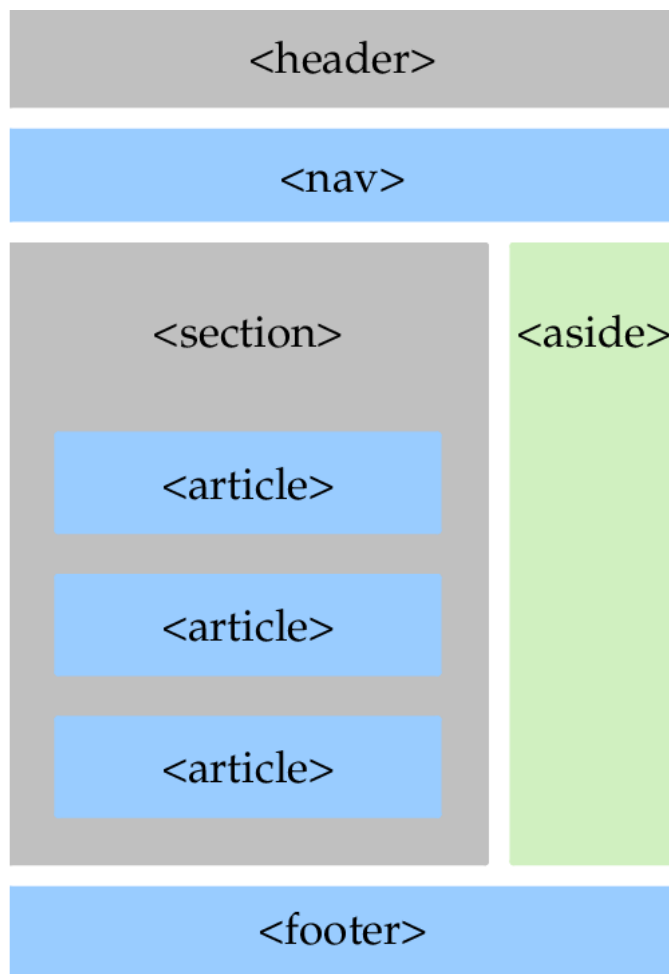 <header>
<nav>
<section>
<aside>
<article>
<article>
<article>
<footer>